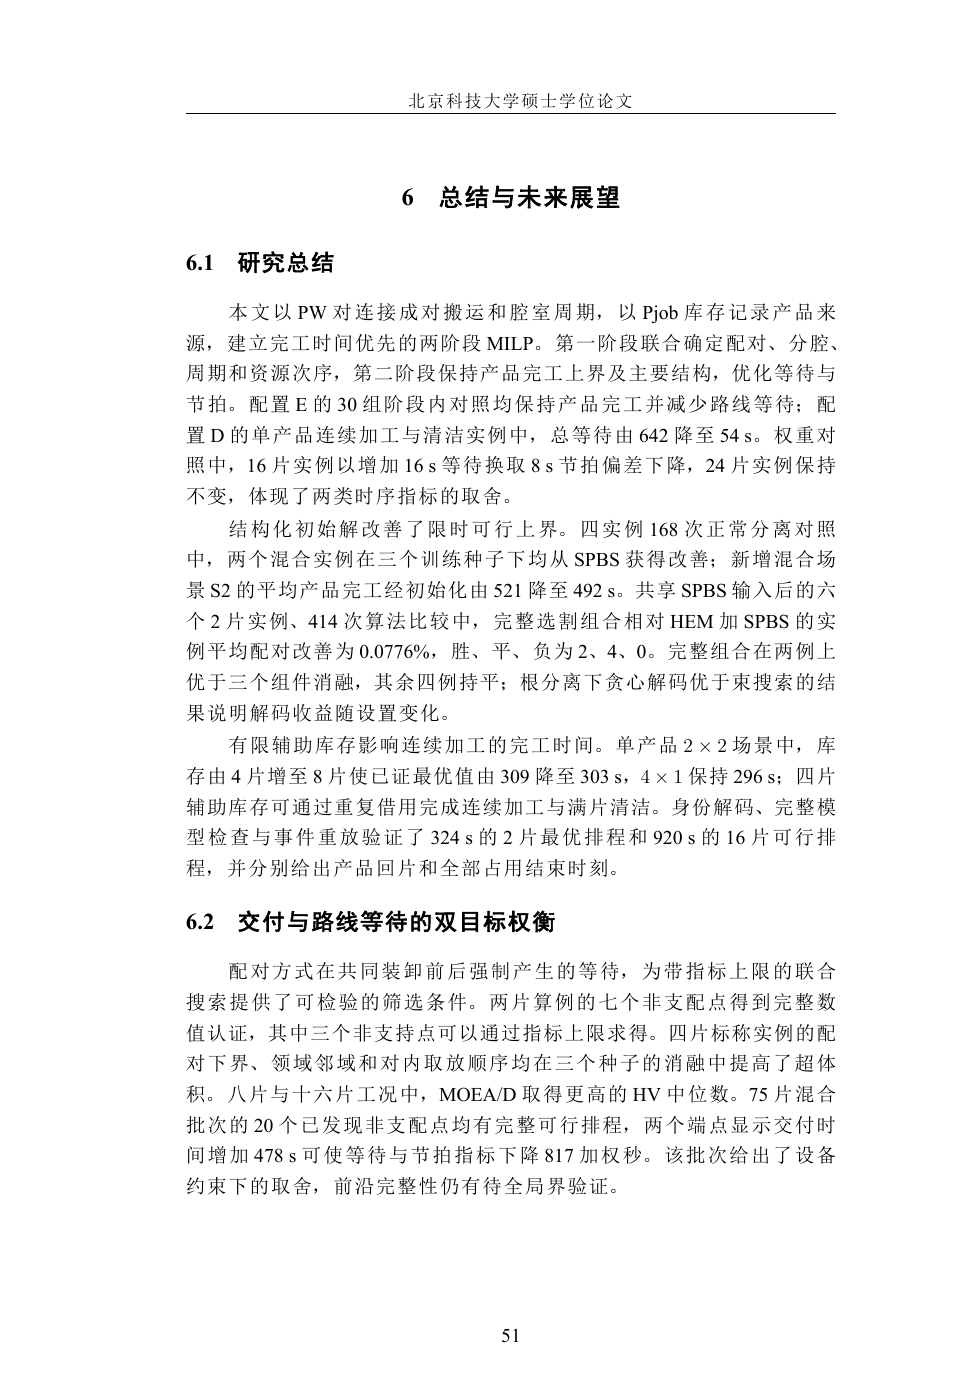 北京科技大学硕士学位论文
6 总结与未来展望
6.1 研究总结
本文以 PW 对连接成对搬运和腔室周期，以 Pjob 库存记录产品来
源，建立完工时间优先的两阶段 MILP。第一阶段联合确定配对、分腔、
周期和资源次序，第二阶段保持产品完工上界及主要结构，优化等待与
节拍。配置 E 的 30 组阶段内对照均保持产品完工并减少路线等待；配
置 D 的单产品连续加工与清洁实例中，总等待由 642 降至 54 s。权重对
照中，16 片实例以增加 16 s 等待换取 8 s 节拍偏差下降，24 片实例保持
不变，体现了两类时序指标的取舍。
结构化初始解改善了限时可行上界。四实例 168 次正常分离对照
中，两个混合实例在三个训练种子下均从 SPBS 获得改善；新增混合场
景 S2 的平均产品完工经初始化由 521 降至 492 s。共享 SPBS 输入后的六
个 2 片实例、414 次算法比较中，完整选割组合相对 HEM 加 SPBS 的实
例平均配对改善为 0.0776%，胜、平、负为 2、4、0。完整组合在两例上
优于三个组件消融，其余四例持平；根分离下贪心解码优于束搜索的结
果说明解码收益随设置变化。
有限辅助库存影响连续加工的完工时间。单产品 2 × 2 场景中，库
存由 4 片增至 8 片使已证最优值由 309 降至 303 s，4 × 1 保持 296 s；四片
辅助库存可通过重复借用完成连续加工与满片清洁。身份解码、完整模
型检查与事件重放验证了 324 s 的 2 片最优排程和 920 s 的 16 片可行排
程，并分别给出产品回片和全部占用结束时刻。
6.2 交付与路线等待的双目标权衡
配对方式在共同装卸前后强制产生的等待，为带指标上限的联合
搜索提供了可检验的筛选条件。两片算例的七个非支配点得到完整数
值认证，其中三个非支持点可以通过指标上限求得。四片标称实例的配
对下界、领域邻域和对内取放顺序均在三个种子的消融中提高了超体
积。八片与十六片工况中，MOEA/D 取得更高的 HV 中位数。75 片混合
批次的 20 个已发现非支配点均有完整可行排程，两个端点显示交付时
间增加 478 s 可使等待与节拍指标下降 817 加权秒。该批次给出了设备
约束下的取舍，前沿完整性仍有待全局界验证。
51